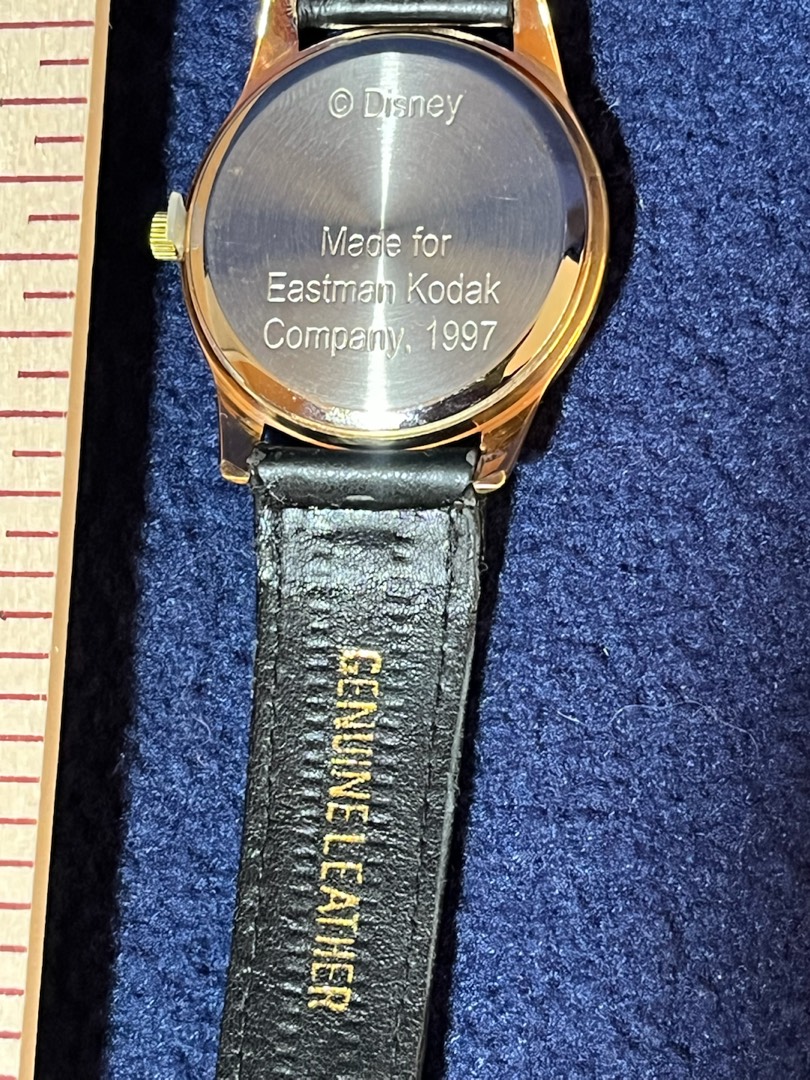 © Disney
Made for
Eastman Kodak
Company, 1997
GENUINE LEATHER